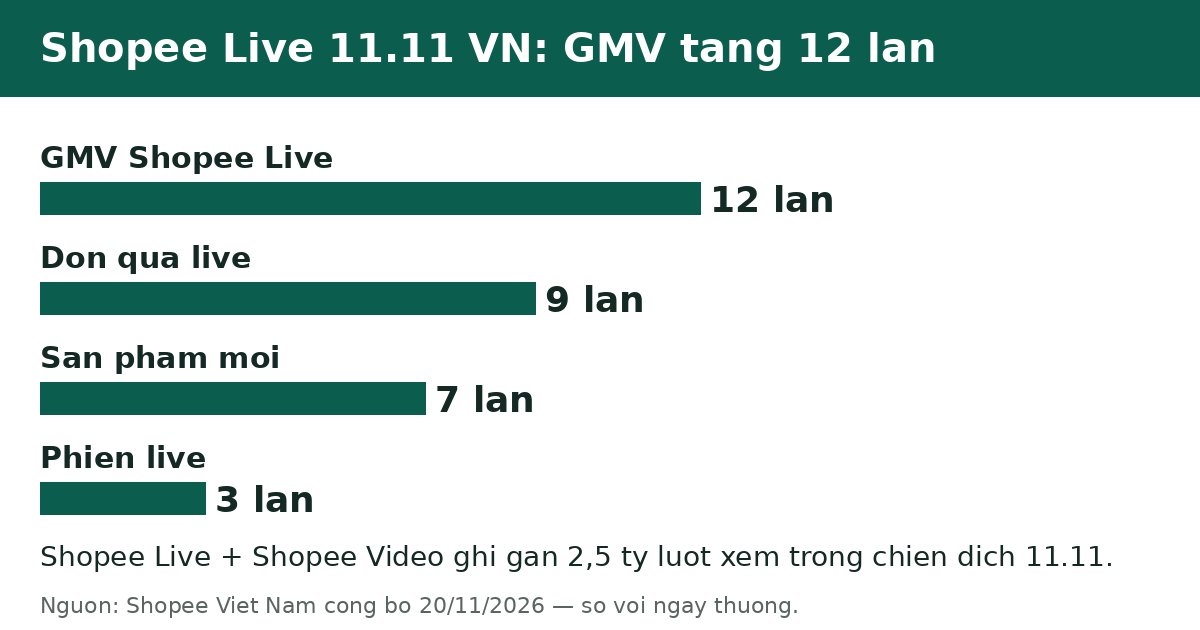 Shopee Live 11.11 VN: GMV tang 12 lan
GMV Shopee Live
12 lan
Don qua live
9 lan
San pham moi
7 lan
Phien live
3 lan
Shopee Live + Shopee Video ghi gan 2,5 ty luot xem trong chien dich 11.11.
Nguon: Shopee Viet Nam cong bo 20/11/2026 — so voi ngay thuong.